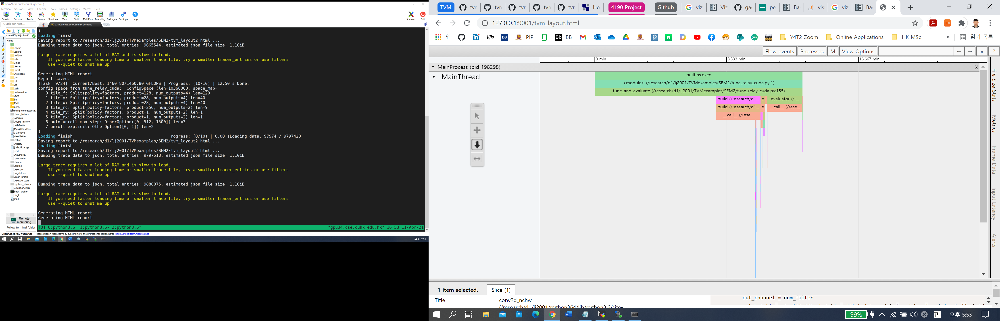 linux9.cse.cuhk.edu.hk (jhchoi6)
Terminal Sessions View X server Tools Games Settings Macros Help
Session Servers Tools Games Sessions View Split MultiExec Tunneling Packages Settings Help X server Exit
Quick connect...
2. linux9.cse.cuhk.edu.hk (jhchoi6)
/data/d0/y16/jhchoi6/
Name
..
.cache
.config
.eclipse
.idlerc
.imap
.keras
.local
.netscape
.nv
.pki
.qt
.ssh
.subversion
.tvm
bin
Mail
perl5
mysql-connector-jav
.bash_history
.viminfo
.mysql_history
.Xdefaults
MysqlCon.class
3170.java
dead.letter
.cshrc
.history
jhchoi6.tar.gz
.rnd
.Xauthority
.procmailrc
.bashrc
.profile
.xsession
.wget-hsts
.bash_profile
.xsession.sun
.python_history
.xsession.linux
bash_profile
.login
mail
Sessions
Tools
Macros
Sftp
Remote monitoring
Follow terminal folder
)
Loading finish
Saving report to /research/d1/lj2001/TVMexamples/SEM2/tvm_layout2.html ...
Dumping trace data to json, total entries: 9665544, estimated json file size: 1.1GiB
Large trace requires a lot of RAM and is slow to load.
If you need faster loading time or smaller trace file, try a smaller tracer_entries or use filters
use --quiet to shut me up
Generating HTML report
Report saved.
[Task  9/24]  Current/Best: 1460.80/1460.80 GFLOPS | Progress: (10/10) | 12.50 s Done.
config space from tune_relay_cuda:  ConfigSpace (len=10368000, space_map=
0 tile_f: Split(policy=factors, product=128, num_outputs=4) len=120
1 tile_y: Split(policy=factors, product=28, num_outputs=4) len=40
2 tile_x: Split(policy=factors, product=28, num_outputs=4) len=40
3 tile_rc: Split(policy=factors, product=256, num_outputs=2) len=9
4 tile_ry: Split(policy=factors, product=1, num_outputs=2) len=1
5 tile_rx: Split(policy=factors, product=1, num_outputs=2) len=1
6 auto_unroll_max_step: OtherOption([0, 512, 1500]) len=3
7 unroll_explicit: OtherOption([0, 1]) len=2
)
Loading finish rogress: (0/10) | 0.00 sLoading data, 97974 / 9797420
Saving report to /research/d1/lj2001/TVMexamples/SEM2/tvm_layout2.html ...
Loading finish
Saving report to /research/d1/lj2001/TVMexamples/SEM2/tvm_layout2.html ...
Dumping trace data to json, total entries: 9797518, estimated json file size: 1.1GiB
Large trace requires a lot of RAM and is slow to load.
If you need faster loading time or smaller trace file, try a smaller tracer_entries or use filters
use --quiet to shut me up
Dumping trace data to json, total entries: 9880075, estimated json file size: 1.1GiB
Large trace requires a lot of RAM and is slow to load.
If you need faster loading time or smaller trace file, try a smaller tracer_entries or use filters
use --quiet to shut me up
Generating HTML report
Generating HTML report
[0] 0:python3.6  1:python3.6- 2:python3.6* "gpu34.cse.cuhk.edu.hk" 16:53 11-Apr-21
UNREGISTERED VERSION - Please support MobaXterm by subscribing to the professional edition here: https://mobaxterm.mobatek.net
오후 5:53
TVM tvn tvn tvn tvn tvn Ho 4190 Project Github viz Viz ga pe Ba vis viz Ba
127.0.0.1:9001/tvm_layout.html
앱 jijis DB PIP Bb BB Y4T2 Zoom Online Applications HK MSc » 읽기 목록
Flow events Processes M View Options ← → » ?
0 min 8.333 min 16.667 min
MainProcess (pid 198298) X
MainThread
builtins.exec
<module> (/research/d1/lj2001/TVMexamples/SEM2/tune_relay_cuda.py:1)
tune_and_evaluate (/research/d1/lj2001/TVMexamples/SEM2/tune_relay_cuda.py:155)
build (/research/d1... e evaluator (/r...
build (/research/d1... e __call__ (/rese...
__call__ (/rese...
File Size Stats
Metrics
Frame Data
Input Latency
Alerts
1 item selected. Slice (1)
Title conv2d_nchw out_channel = num_filter
(/research/d1/lj2001/python364/lib/python3.6/site-
99% 한 오후 5:53